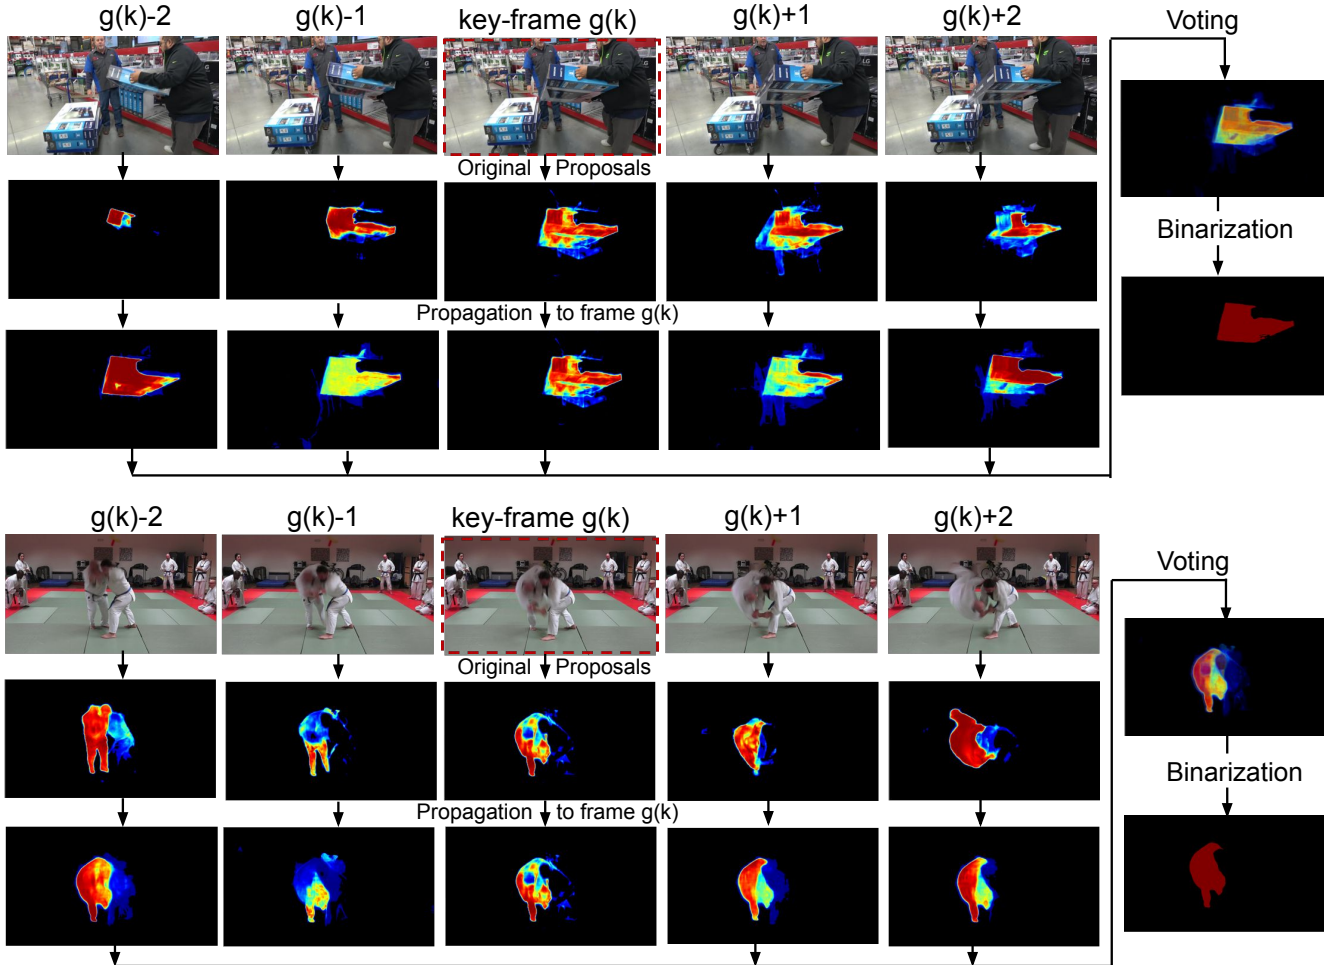 g(k)-2 g(k)-1 key-frame g(k) g(k)+1 g(k)+2 Voting
Original Proposals
Binarization
Propagation to frame g(k)
g(k)-2 g(k)-1 key-frame g(k) g(k)+1 g(k)+2
Voting
Original Proposals
Binarization
Propagation to frame g(k)